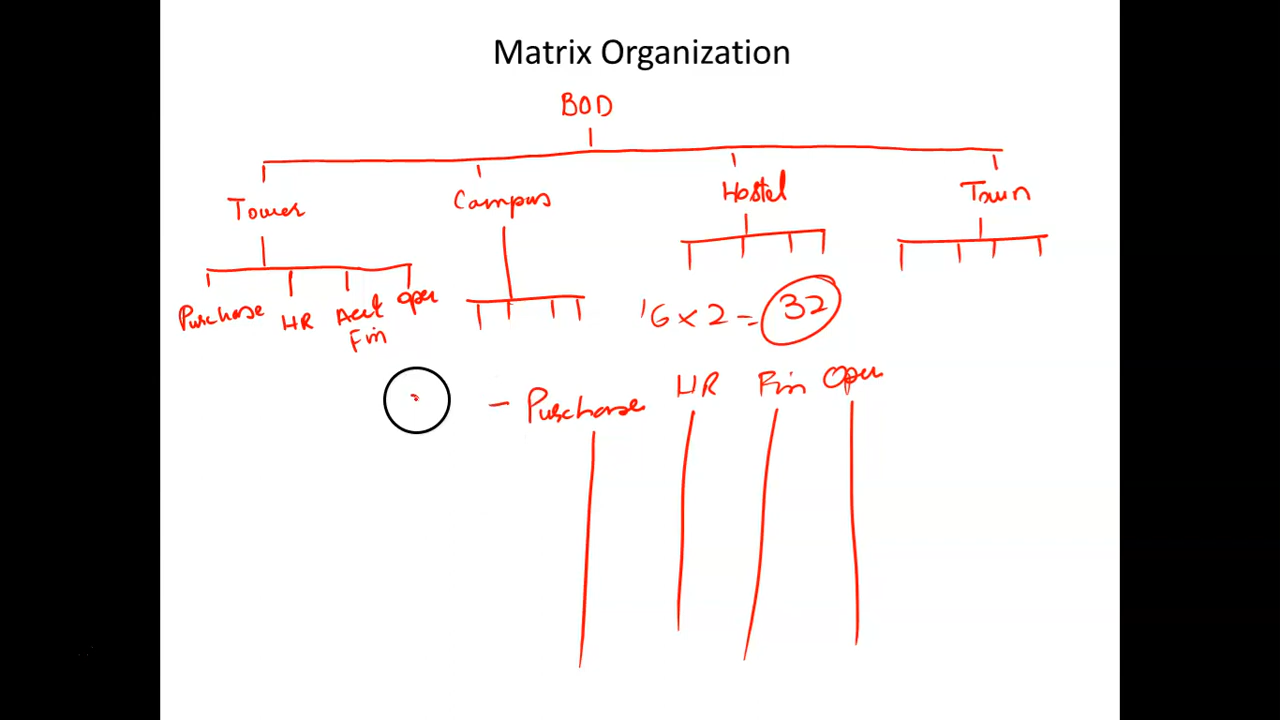 Matrix Organization
BOD
Tower Campus Hostel Town
Purchase HR Acct Oper
Fin
16 x 2 = 32
- Purchase HR Fin Oper